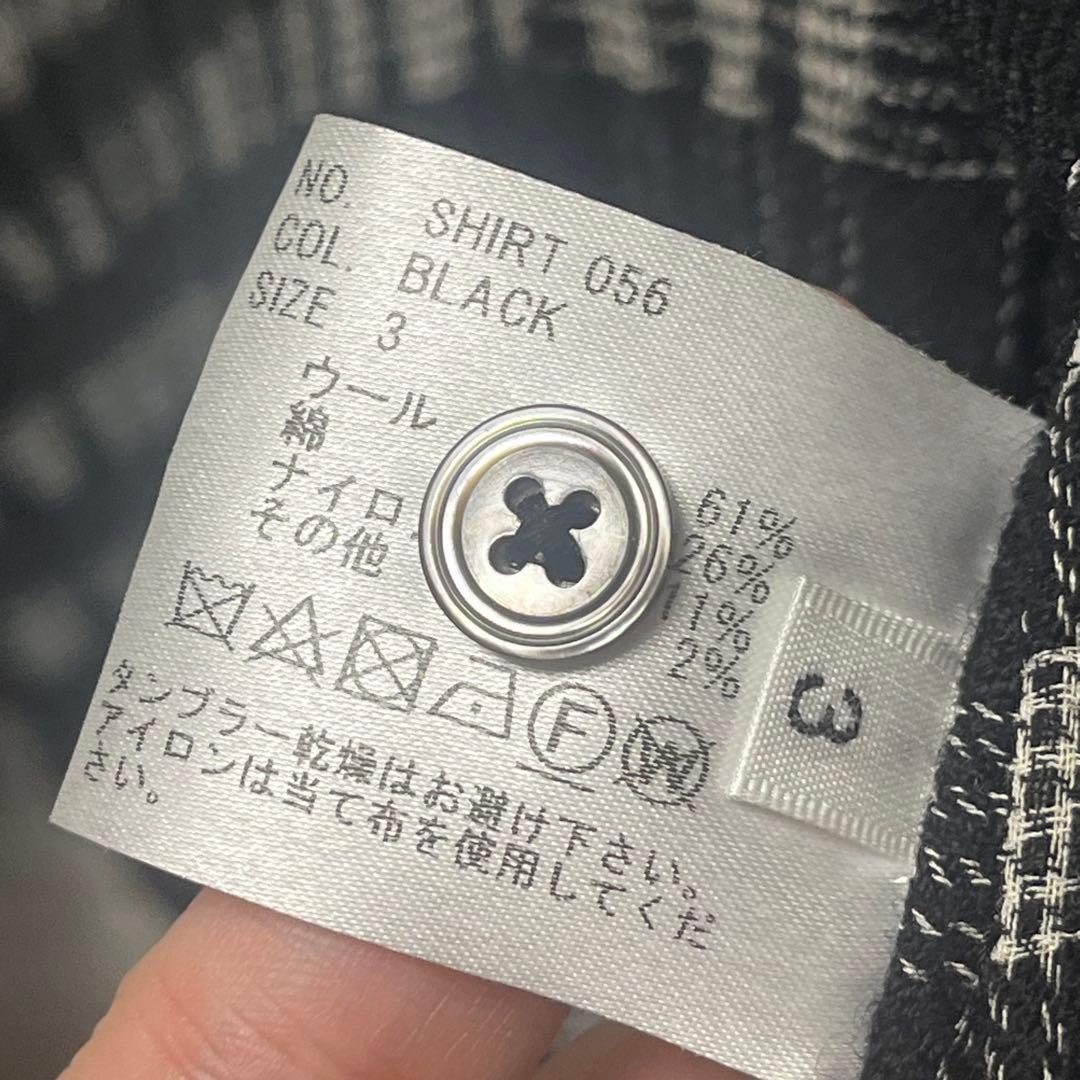 NO. SHIRT 056
COL. BLACK
SIZE 3
ウール 61%
綿 26%
ナイロ 11%
その他 2%
F W
タンブラー乾燥はお避け下さい。
アイロンは当て布を使用してくだ
さい。
3